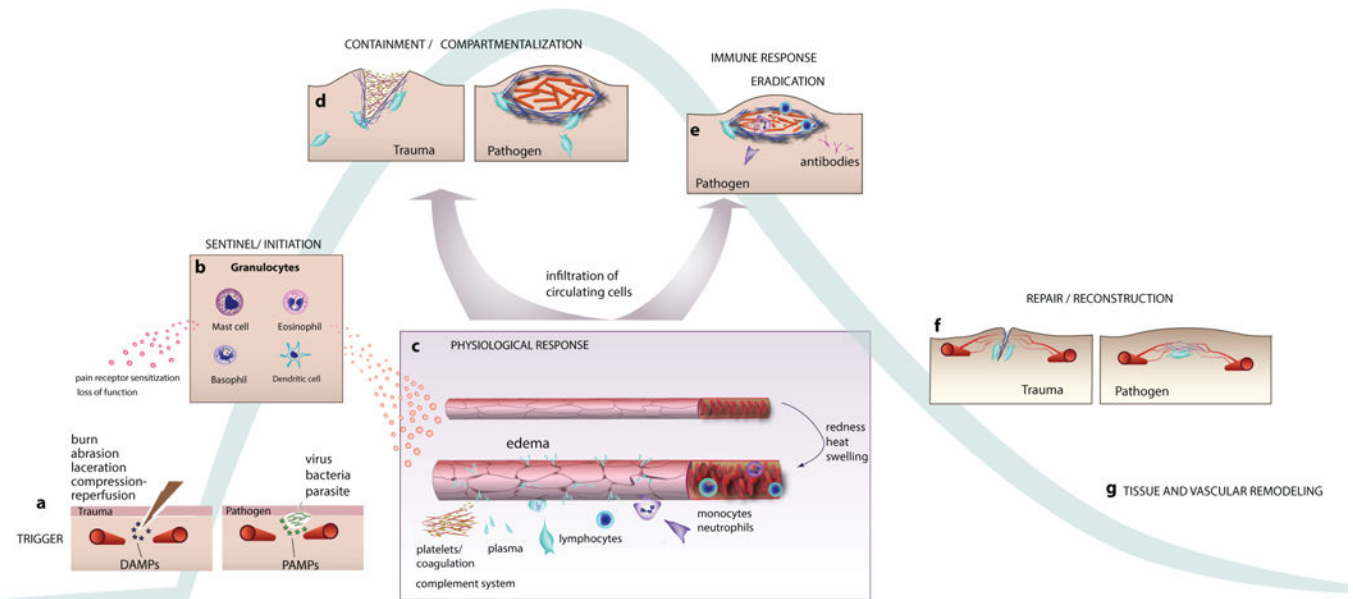 CONTAINMENT / COMPARTMENTALIZATION
d
Trauma
Pathogen
IMMUNE RESPONSE
ERADICATION
e
antibodies
Pathogen
SENTINEL/ INITIATION
b
Granulocytes
Mast cell
Eosinophil
Basophil
Dendritic cell
pain receptor sensitization
loss of function
infiltration of
circulating cells
c
PHYSIOLOGICAL RESPONSE
edema
redness
heat
swelling
monocytes
neutrophils
platelets/
coagulation
plasma
lymphocytes
complement system
REPAIR / RECONSTRUCTION
f
Trauma
Pathogen
burn
abrasion
laceration
compression-
reperfusion
virus
bacteria
parasite
a
Trauma
Pathogen
TRIGGER
DAMPs
PAMPs
g TISSUE AND VASCULAR REMODELING